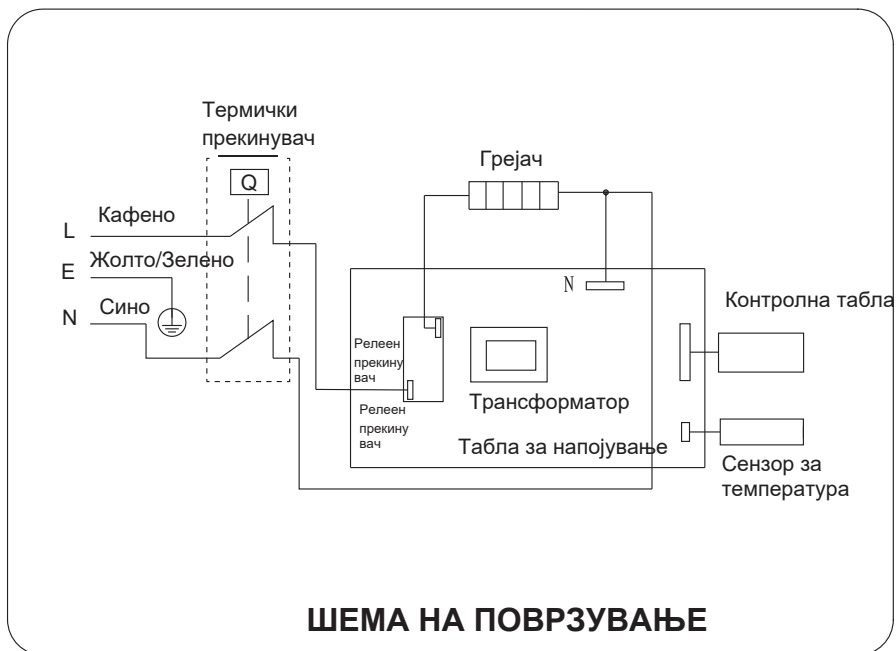 Термички
прекинувач
Q
Грејач
L
Кафено
E
Жолто/Зелено
N
Сино
N
Контролна табла
Релеен
прекину
вач
Релеен
прекину
вач
Трансформатор
Табла за напојување
Сензор за
температура
ШЕМА НА ПОВРЗУВАЊЕ